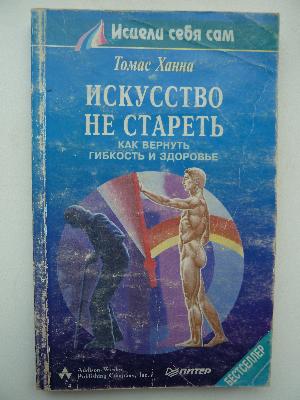 Исцели себя сам
Томас Ханна
ИСКУССТВО
НЕ СТАРЕТЬ
КАК ВЕРНУТЬ
ГИБКОСТЬ И ЗДОРОВЬЕ
Addison-Wesley
Publishing Company, Inc.
ПИТЕР
БЕСТСЕЛЛЕР